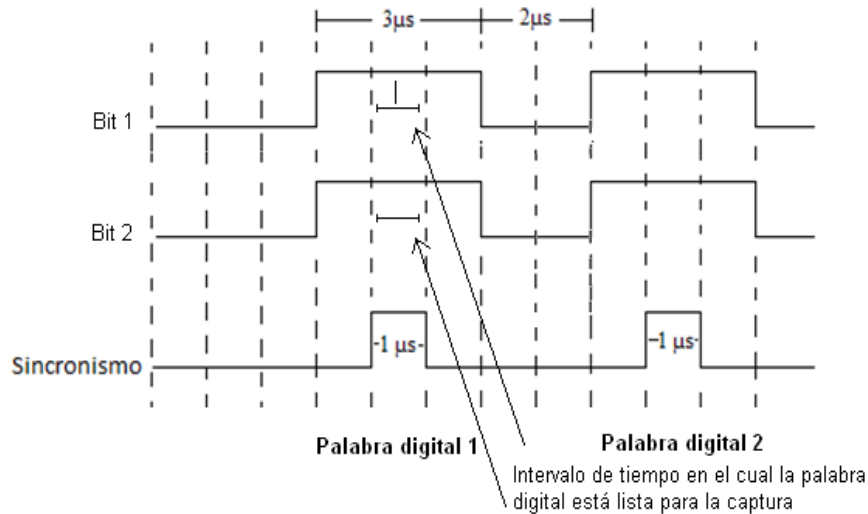 3µs
2µs
Bit 1
Bit 2
Sincronismo
-1 µs-
–1 µs-
Palabra digital 1
Palabra digital 2
Intervalo de tiempo en el cual la palabra
digital está lista para la captura